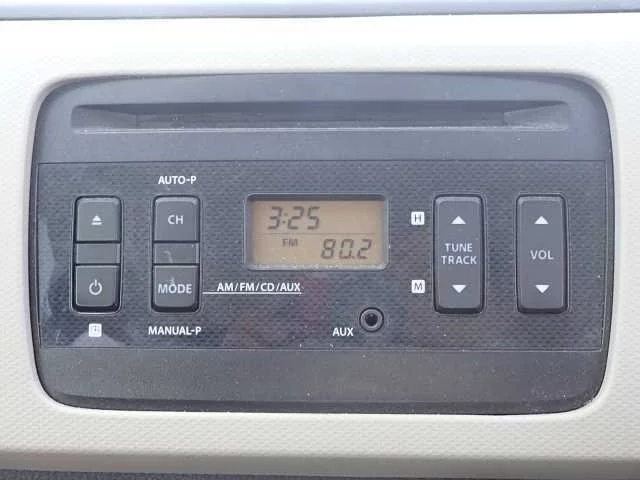 AUTO-P
CH
MODE
AM/FM/CD/AUX
MANUAL-P
3:25
FM 80.2
AUX
H
TUNE
TRACK
M
VOL